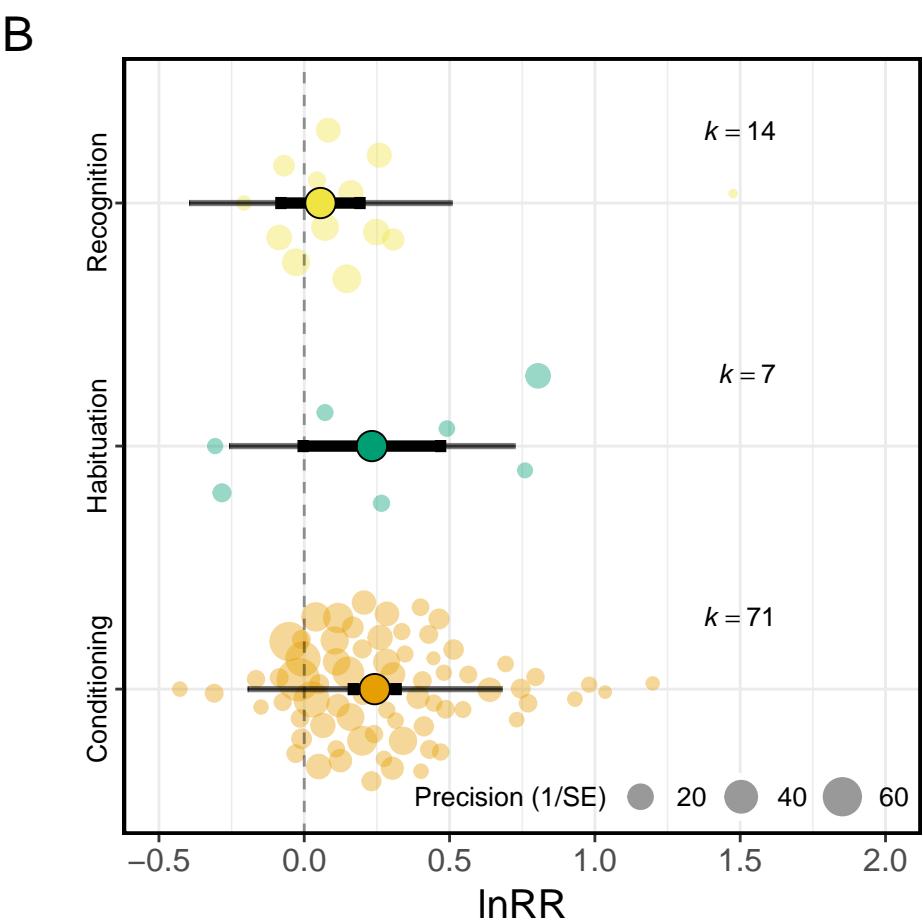 B
Recognition
k = 14
Habituation
k = 7
Conditioning
k = 71
Precision (1/SE) 20 40 60
−0.5 0.0 0.5 1.0 1.5 2.0
lnRR